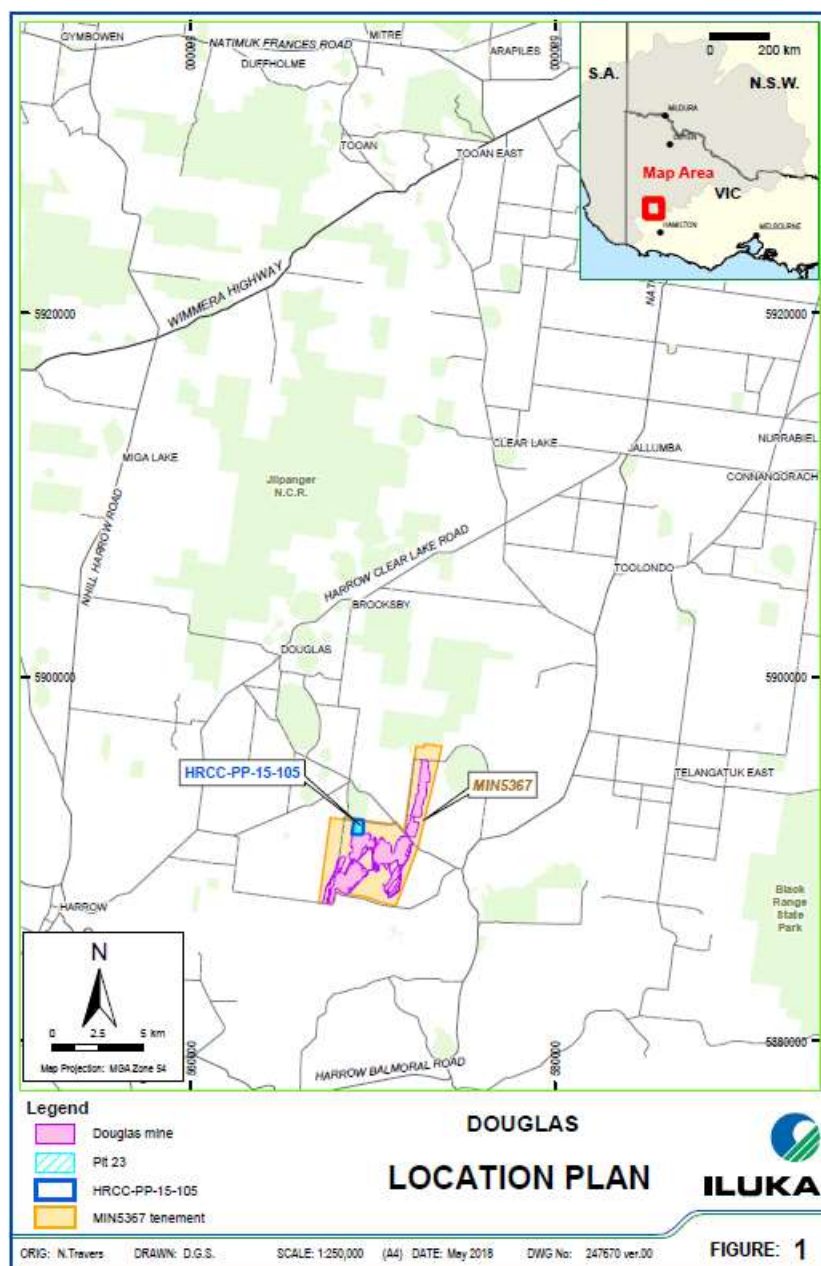 GYMBOWEN
NATIMUK FRANCES ROAD
MITRE
DUFFHOLME
ARAPILES
TOOAN
TOOAN EAST
0 200 km
S.A.
N.S.W.
MILDURA
Map Area
VIC
HAMILTON
MELBOURNE
WIMMERA HIGHWAY
5920000
5920000
CLEAR LAKE
JALLUMBA
NURRABIEL
MIGA LAKE
CONNANGORACH
Jilpanger
N.C.R.
NHILL HARROW ROAD
HARROW CLEAR LAKE ROAD
TOOLONDO
BROOKSBY
DOUGLAS
5900000
5900000
HRCC-PP-15-105
MIN5367
TELANGATUK EAST
HARROW
Black
Range
State
Park
N
0 2.5 5 km
Map Projection: MGA Zone 54
5880000
HARROW BALMORAL ROAD
Legend
Douglas mine
Pit 23
HRCC-PP-15-105
MIN5367 tenement
DOUGLAS
LOCATION PLAN
ILUKA
ORIG: N.Travers DRAWN: D.G.S. SCALE: 1:250,000 (A4) DATE: May 2018 DWG No: 247670 ver.00 FIGURE: 1